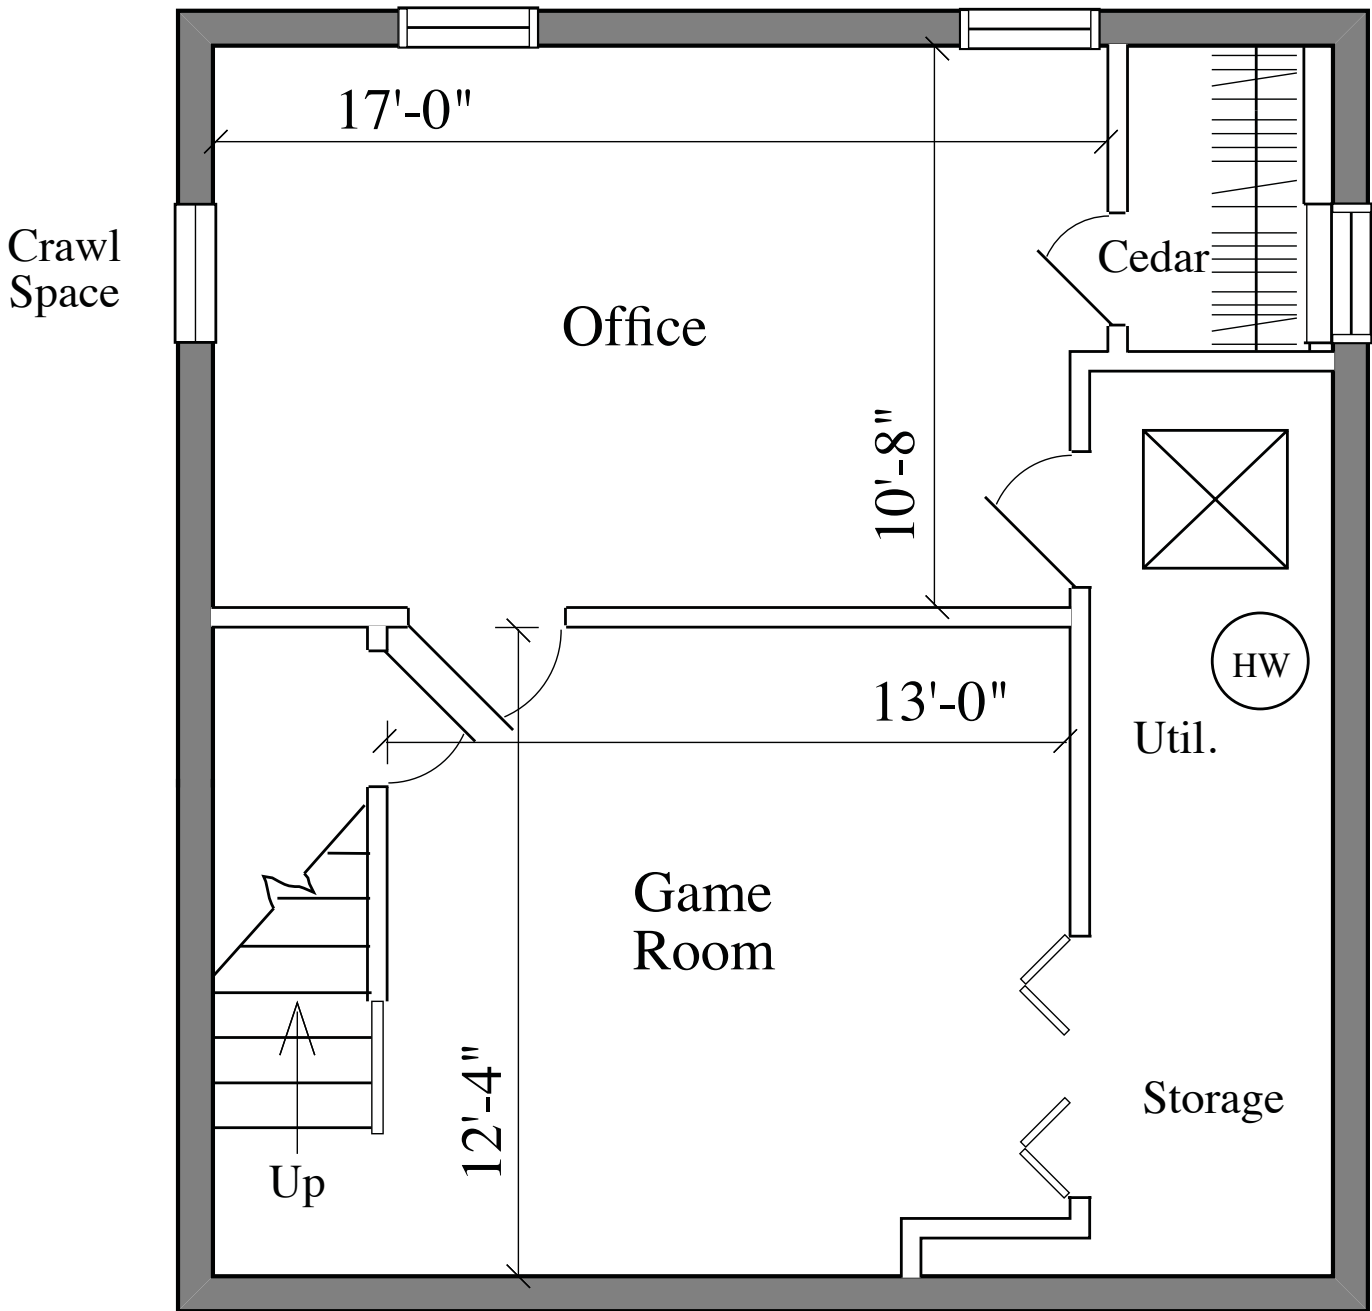 17'-0"
Crawl
Space
Cedar
Office
10'-8"
HW
13'-0"
Util.
Game
Room
12'-4"
Storage
Up